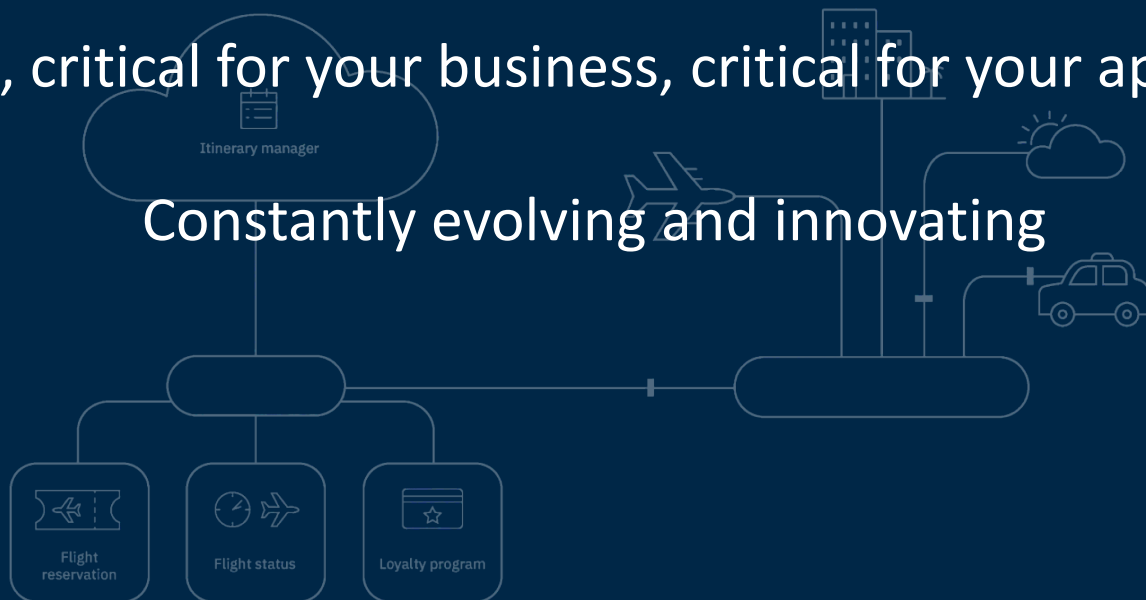 , critical for your business, critical for your ap
Itinerary manager
Constantly evolving and innovating
Flight
reservation
Flight status
Loyalty program